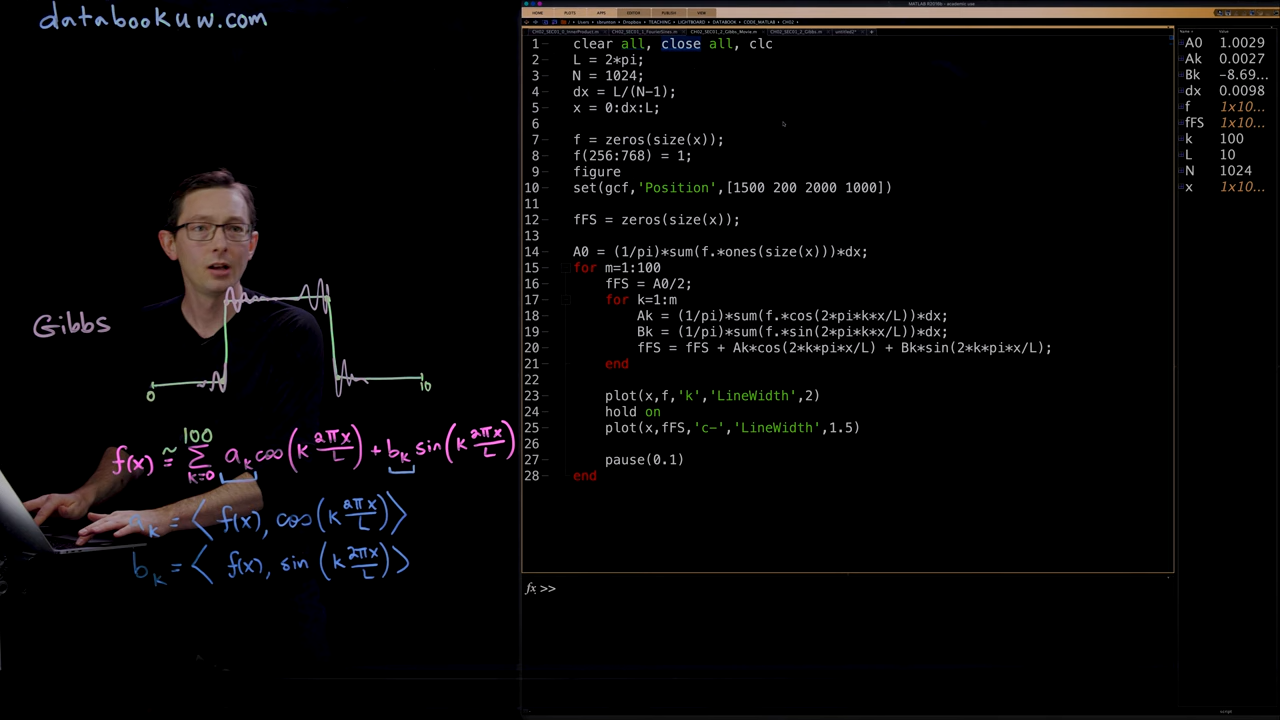 databookuw.com
Gibbs
0
10
f(x) ≈ 100 Σ k=0 a_k cos(k 2πx/L) + b_k sin(k 2πx/L)
a_k = ⟨ f(x), cos(k 2πx/L) ⟩
b_k = ⟨ f(x), sin(k 2πx/L) ⟩
HOME PLOTS APPS EDITOR PUBLISH VIEW
1 clear all, close all, clc
2 L = 2*pi;
3 N = 1024;
4 dx = L/(N-1);
5 x = 0:dx:L;
6
7 f = zeros(size(x));
8 f(256:768) = 1;
9 figure
10 set(gcf,'Position',[1500 200 2000 1000])
11
12 fFS = zeros(size(x));
13
14 A0 = (1/pi)*sum(f.*ones(size(x)))*dx;
15 for m=1:100
16 fFS = A0/2;
17 for k=1:m
18 Ak = (1/pi)*sum(f.*cos(2*pi*k*x/L))*dx;
19 Bk = (1/pi)*sum(f.*sin(2*pi*k*x/L))*dx;
20 fFS = fFS + Ak*cos(2*k*pi*x/L) + Bk*sin(2*k*pi*x/L);
21 end
22
23 plot(x,f,'k','LineWidth',2)
24 hold on
25 plot(x,fFS,'c-','LineWidth',1.5)
26
27 pause(0.1)
28 end
fx >>
Value
A0 1.0029
Ak 0.0027
Bk -8.69...
dx 0.0098
f 1x10...
fFS 1x10...
k 100
L 10
N 1024
x 1x10...